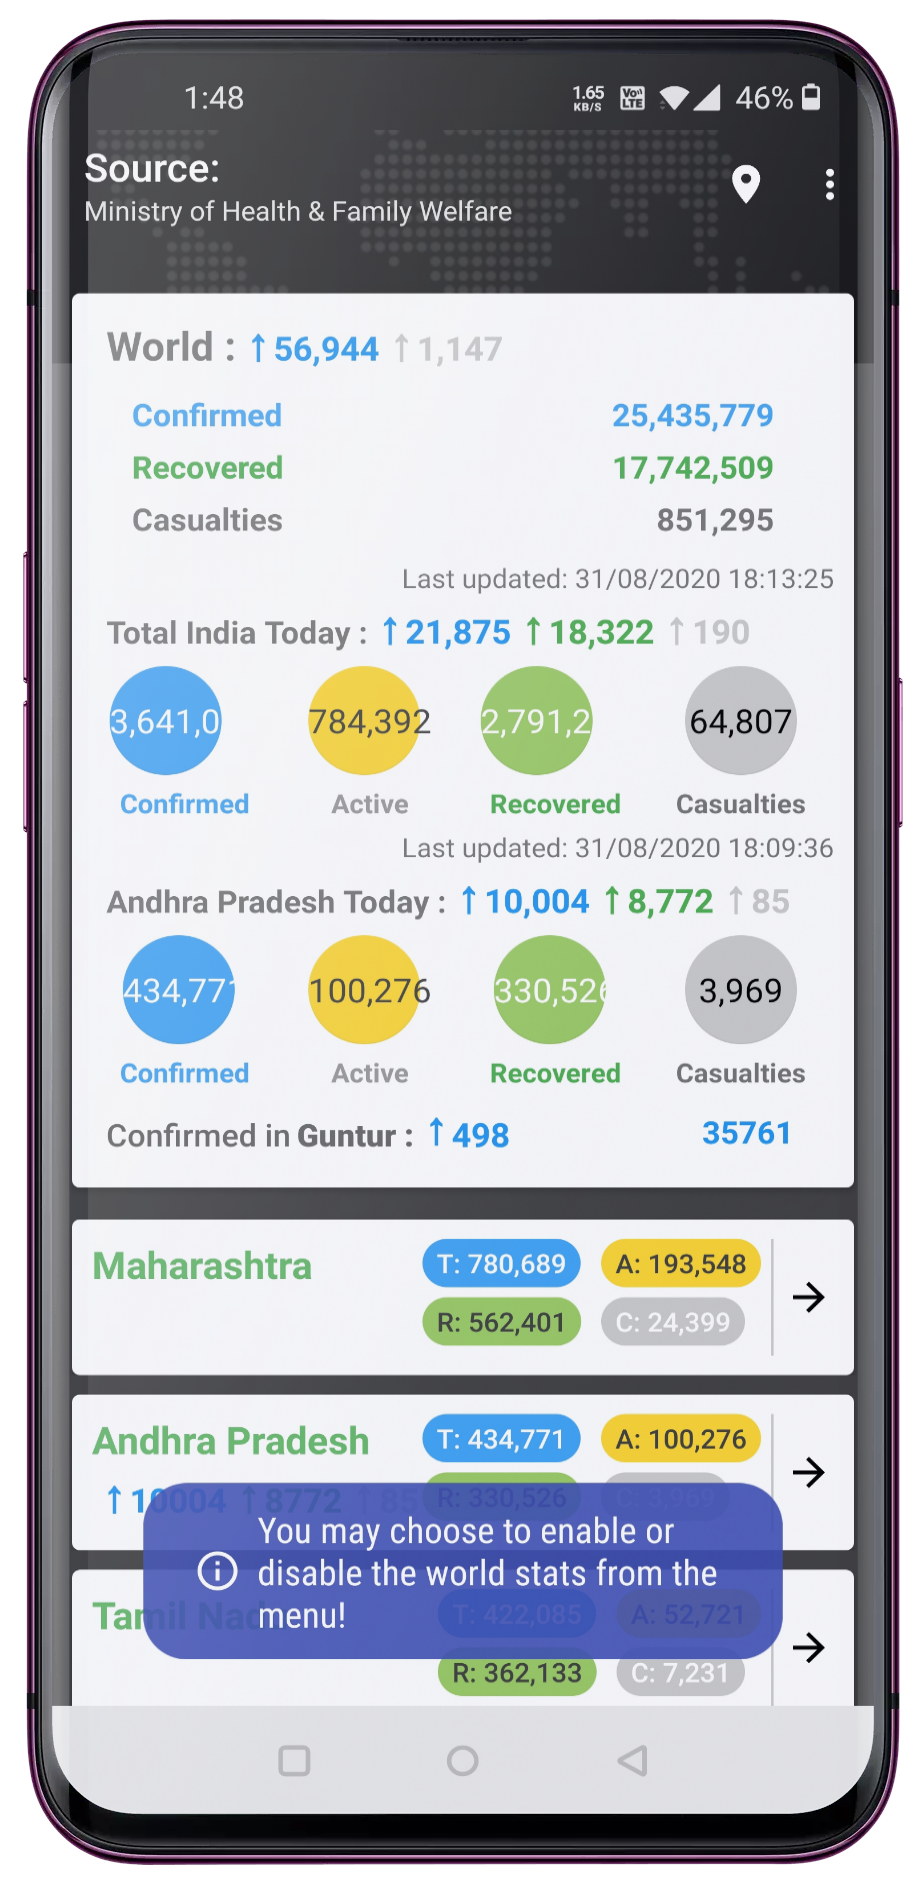 1:48 1.65 KB/S Vo)) LTE 46%
Source:
Ministry of Health & Family Welfare
World : ↑ 56,944 ↑ 1,147
Confirmed 25,435,779
Recovered 17,742,509
Casualties 851,295
Last updated: 31/08/2020 18:13:25
Total India Today : ↑ 21,875 ↑ 18,322 ↑ 190
3,641,0 784,392 2,791,2 64,807
Confirmed Active Recovered Casualties
Last updated: 31/08/2020 18:09:36
Andhra Pradesh Today : ↑ 10,004 ↑ 8,772 ↑ 85
434,771 100,276 330,526 3,969
Confirmed Active Recovered Casualties
Confirmed in Guntur : ↑ 498 35761
Maharashtra T: 780,689 A: 193,548
R: 562,401 C: 24,399
Andhra Pradesh T: 434,771 A: 100,276
↑ 10004 ↑ 8772 ↑ 85 R: 330,526 C: 3,969
You may choose to enable or
disable the world stats from the
menu!
Tamil Nad T: 422,085 A: 52,721
R: 362,133 C: 7,231